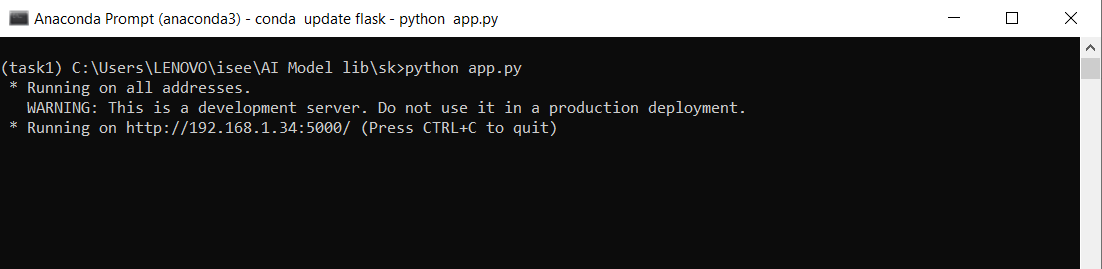 Anaconda Prompt (anaconda3) - conda  update flask - python  app.py
(task1) C:\Users\LENOVO\isee\AI Model lib\sk>python app.py
 * Running on all addresses.
   WARNING: This is a development server. Do not use it in a production deployment.
 * Running on http://192.168.1.34:5000/ (Press CTRL+C to quit)